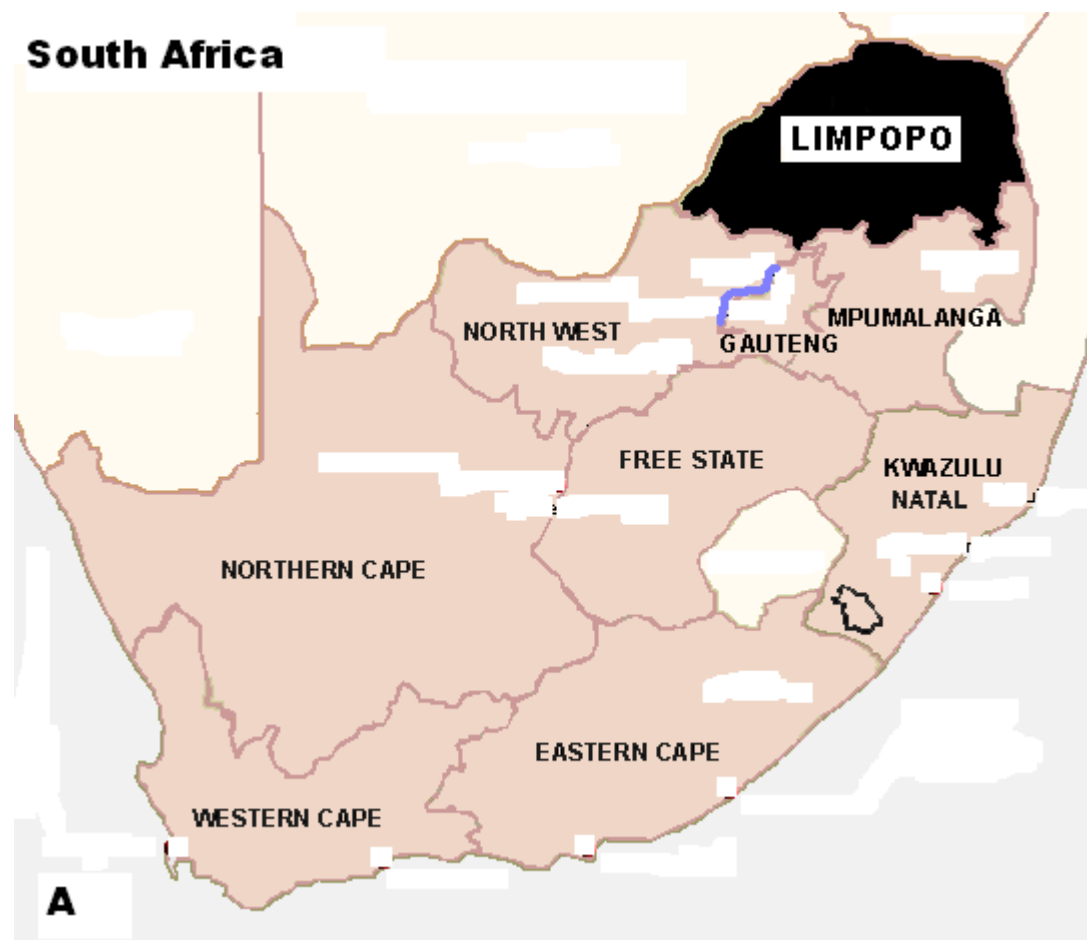 South Africa
LIMPOPO
NORTH WEST
MPUMALANGA
GAUTENG
FREE STATE
KWAZULU
NATAL
NORTHERN CAPE
EASTERN CAPE
WESTERN CAPE
A